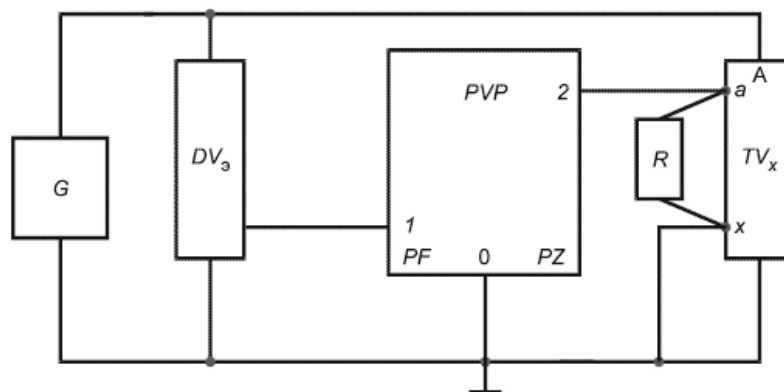 A
PVP 2 a
G DVэ R TVx
1 x
PF 0 PZ